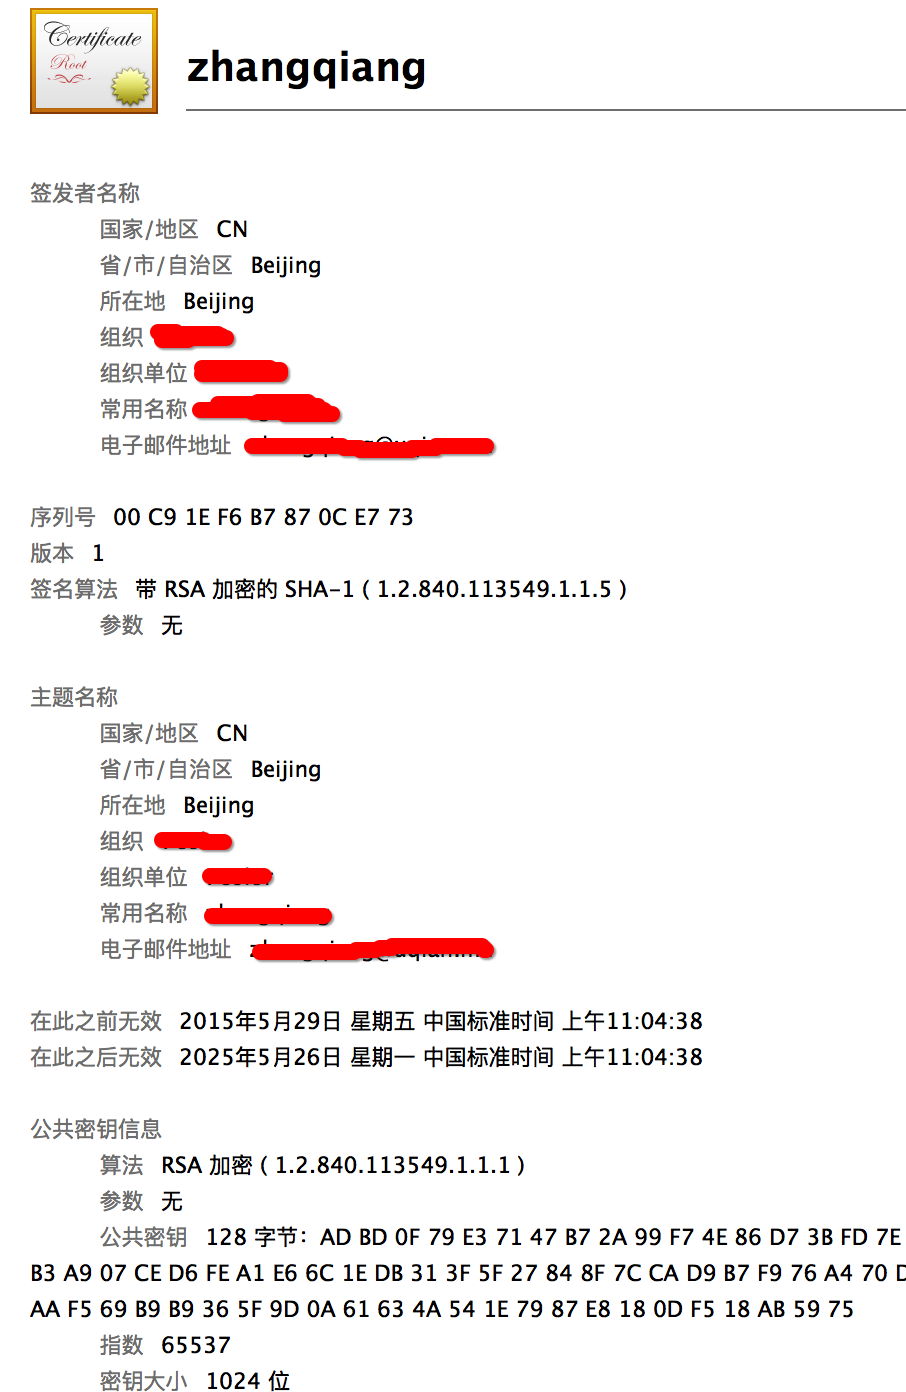 Certificate
Root
zhangqiang
签发者名称
国家/地区 CN
省/市/自治区 Beijing
所在地 Beijing
组织
组织单位
常用名称
电子邮件地址
序列号 00 C9 1E F6 B7 87 0C E7 73
版本 1
签名算法 带 RSA 加密的 SHA-1 ( 1.2.840.113549.1.1.5 )
参数 无
主题名称
国家/地区 CN
省/市/自治区 Beijing
所在地 Beijing
组织
组织单位
常用名称
电子邮件地址
在此之前无效 2015年5月29日 星期五 中国标准时间 上午11:04:38
在此之后无效 2025年5月26日 星期一 中国标准时间 上午11:04:38
公共密钥信息
算法 RSA 加密 ( 1.2.840.113549.1.1.1 )
参数 无
公共密钥 128 字节：AD BD 0F 79 E3 71 47 B7 2A 99 F7 4E 86 D7 3B FD 7E
B3 A9 07 CE D6 FE A1 E6 6C 1E DB 31 3F 5F 27 84 8F 7C CA D9 B7 F9 76 A4 70
AA F5 69 B9 B9 36 5F 9D 0A 61 63 4A 54 1E 79 87 E8 18 0D F5 18 AB 59 75
指数 65537
密钥大小 1024 位